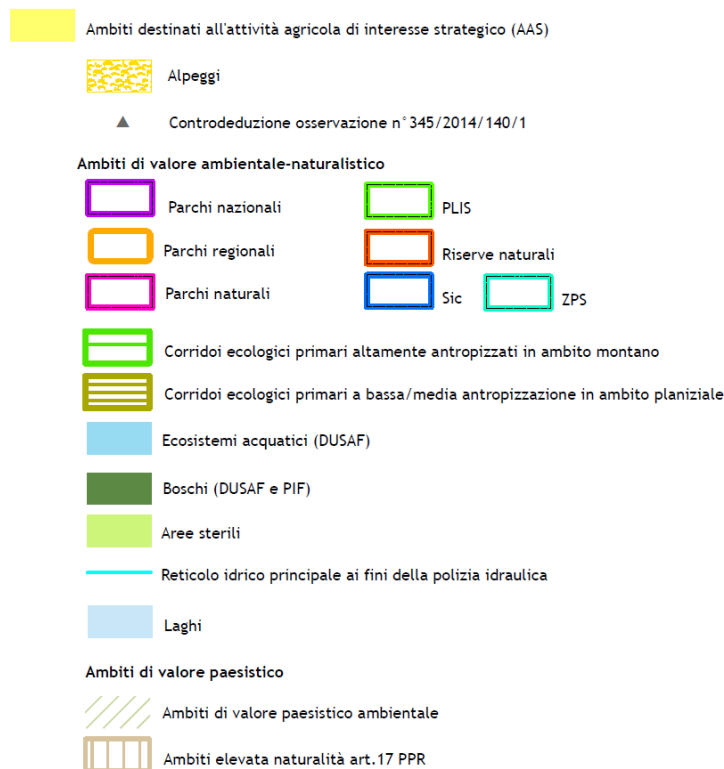 Ambiti destinati all'attività agricola di interesse strategico (AAS)
Alpeggi
Controdeduzione osservazione n°345/2014/140/1
Ambiti di valore ambientale-naturalistico
Parchi nazionali
PLIS
Parchi regionali
Riserve naturali
Parchi naturali
Sic
ZPS
Corridoi ecologici primari altamente antropizzati in ambito montano
Corridoi ecologici primari a bassa/media antropizzazione in ambito planiziale
Ecosistemi acquatici (DUSAF)
Boschi (DUSAF e PIF)
Aree sterili
Reticolo idrico principale ai fini della polizia idraulica
Laghi
Ambiti di valore paesistico
Ambiti di valore paesistico ambientale
Ambiti elevata naturalità art.17 PPR